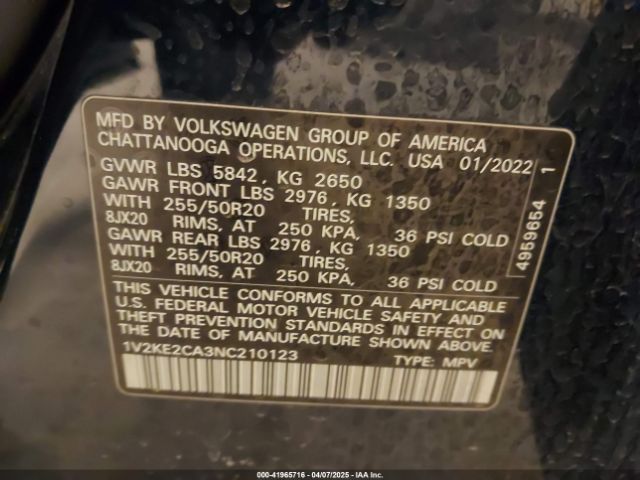 MFD BY VOLKSWAGEN GROUP OF AMERICA
CHATTANOOGA OPERATIONS, LLC. USA 01/2022
GVWR LBS 5842, KG 2650
GAWR FRONT LBS 2976, KG 1350
WITH 255/50R20 TIRES,
8JX20 RIMS, AT 250 KPA, 36 PSI COLD
GAWR REAR LBS 2976, KG 1350
WITH 255/50R20 TIRES,
8JX20 RIMS, AT 250 KPA, 36 PSI COLD
THIS VEHICLE CONFORMS TO ALL APPLICABLE
U.S. FEDERAL MOTOR VEHICLE SAFETY AND
THEFT PREVENTION STANDARDS IN EFFECT ON
THE DATE OF MANUFACTURE SHOWN ABOVE.
1V2KE2CA3NC210123 TYPE: MPV
4959654 1
000-41965716 - 04/07/2025 - IAA Inc.